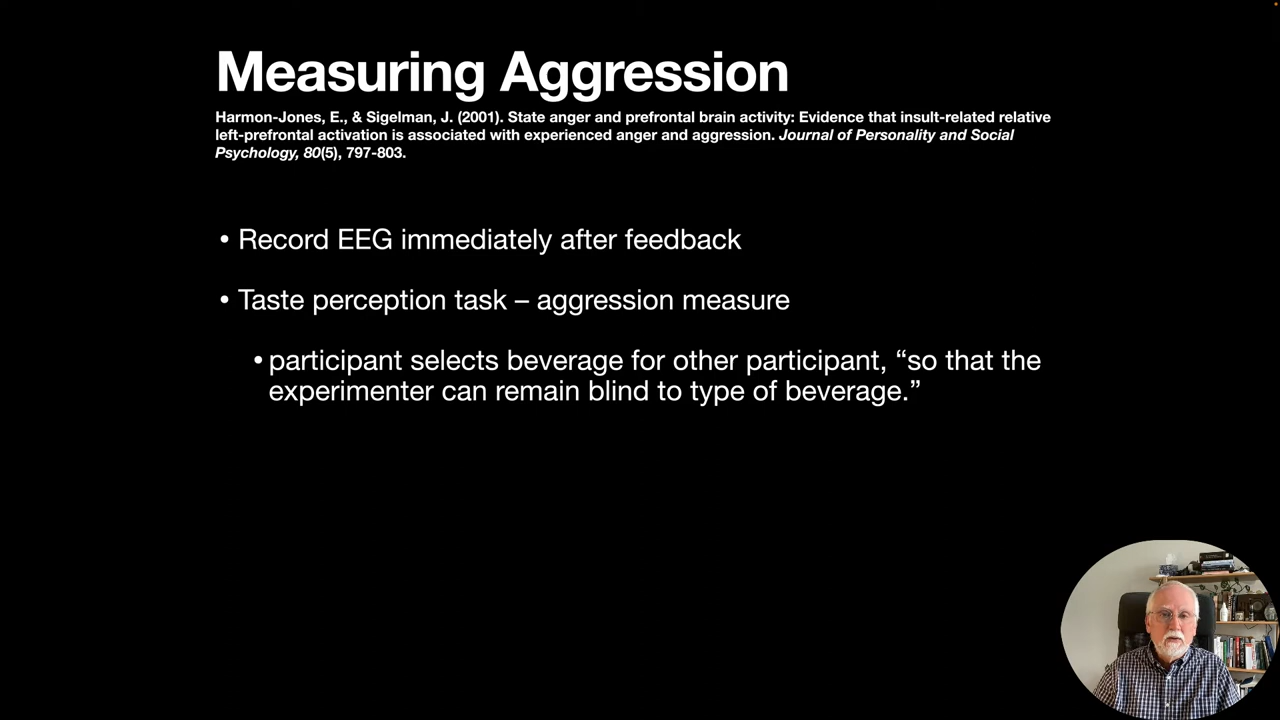 Measuring Aggression
Harmon-Jones, E., & Sigelman, J. (2001). State anger and prefrontal brain activity: Evidence that insult-related relative
left-prefrontal activation is associated with experienced anger and aggression. Journal of Personality and Social
Psychology, 80(5), 797-803.
• Record EEG immediately after feedback
• Taste perception task – aggression measure
• participant selects beverage for other participant, “so that the
experimenter can remain blind to type of beverage.”